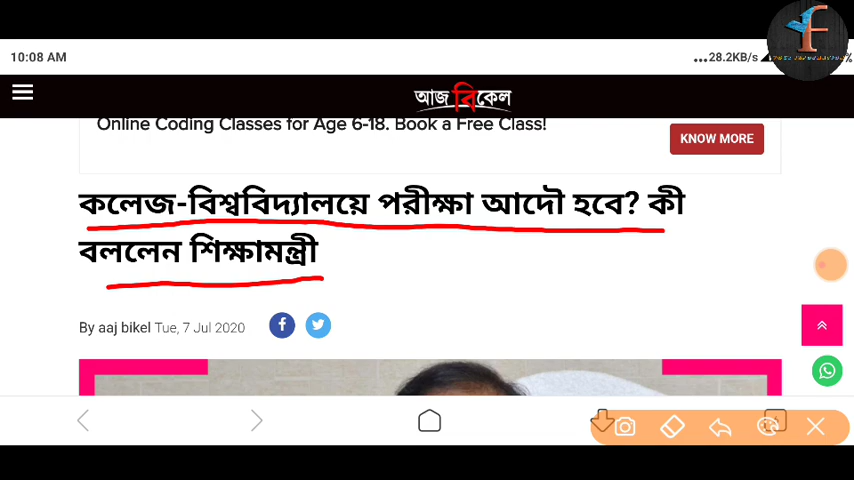 10:08 AM
...28.2KB/s
আজ বিকেল
Online Coding Classes for Age 6-18. Book a Free Class!
KNOW MORE
কলেজ-বিশ্ববিদ্যালয়ে পরীক্ষা আদৌ হবে? কী
বললেন শিক্ষামন্ত্রী
By aaj bikel Tue, 7 Jul 2020